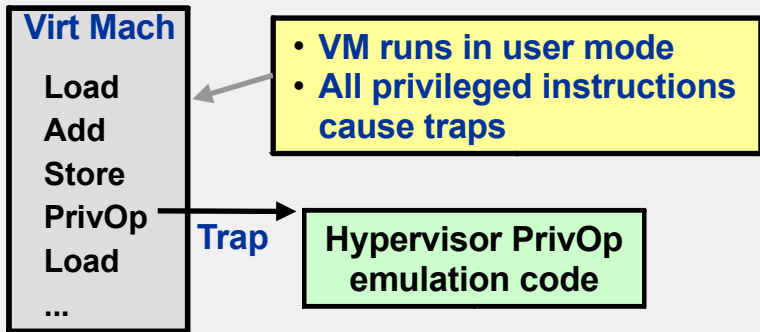 Virt Mach
• VM runs in user mode
• All privileged instructions
cause traps
Load
Add
Store
PrivOp
Trap
Load
...
Hypervisor PrivOp
emulation code